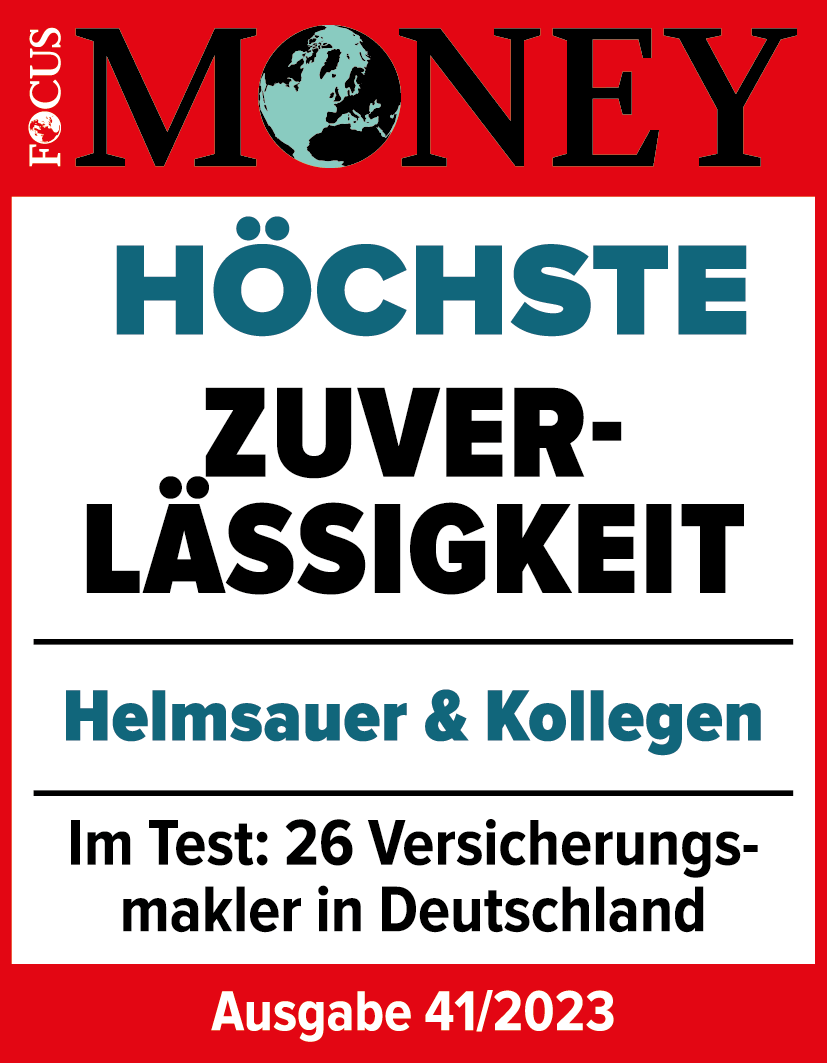 FOCUS
MONEY
HÖCHSTE
ZUVER-
LÄSSIGKEIT
Helmsauer & Kollegen
Im Test: 26 Versicherungs-
makler in Deutschland
Ausgabe 41/2023